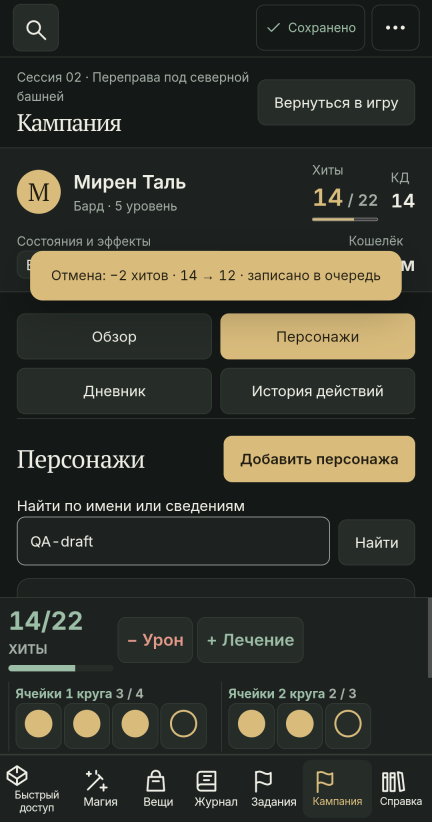 Сохранено
Сессия 02 · Переправа под северной
башней
Кампания
Вернуться в игру
М
Мирен Таль
Бард · 5 уровень
Хиты
14 / 22
КД
14
Состояния и эффекты
Кошелёк
Отмена: −2 хитов · 14 → 12 · записано в очередь
Обзор
Персонажи
Дневник
История действий
Персонажи
Добавить персонажа
Найти по имени или сведениям
QA-draft
Найти
14/22
ХИТЫ
− Урон
+ Лечение
Ячейки 1 круга 3 / 4
Ячейки 2 круга 2 / 3
Быстрый
доступ
Магия
Вещи
Журнал
Задания
Кампания
Справка